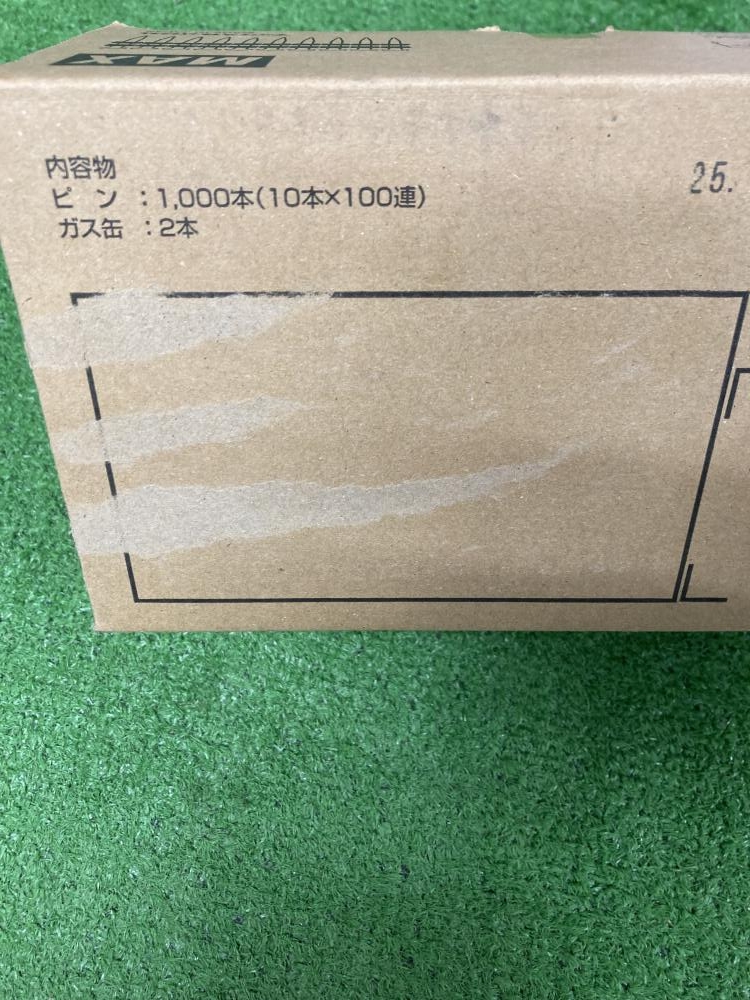 MAX
内容物
ピン :1,000本(10本×100連)
ガス缶 :2本
25.